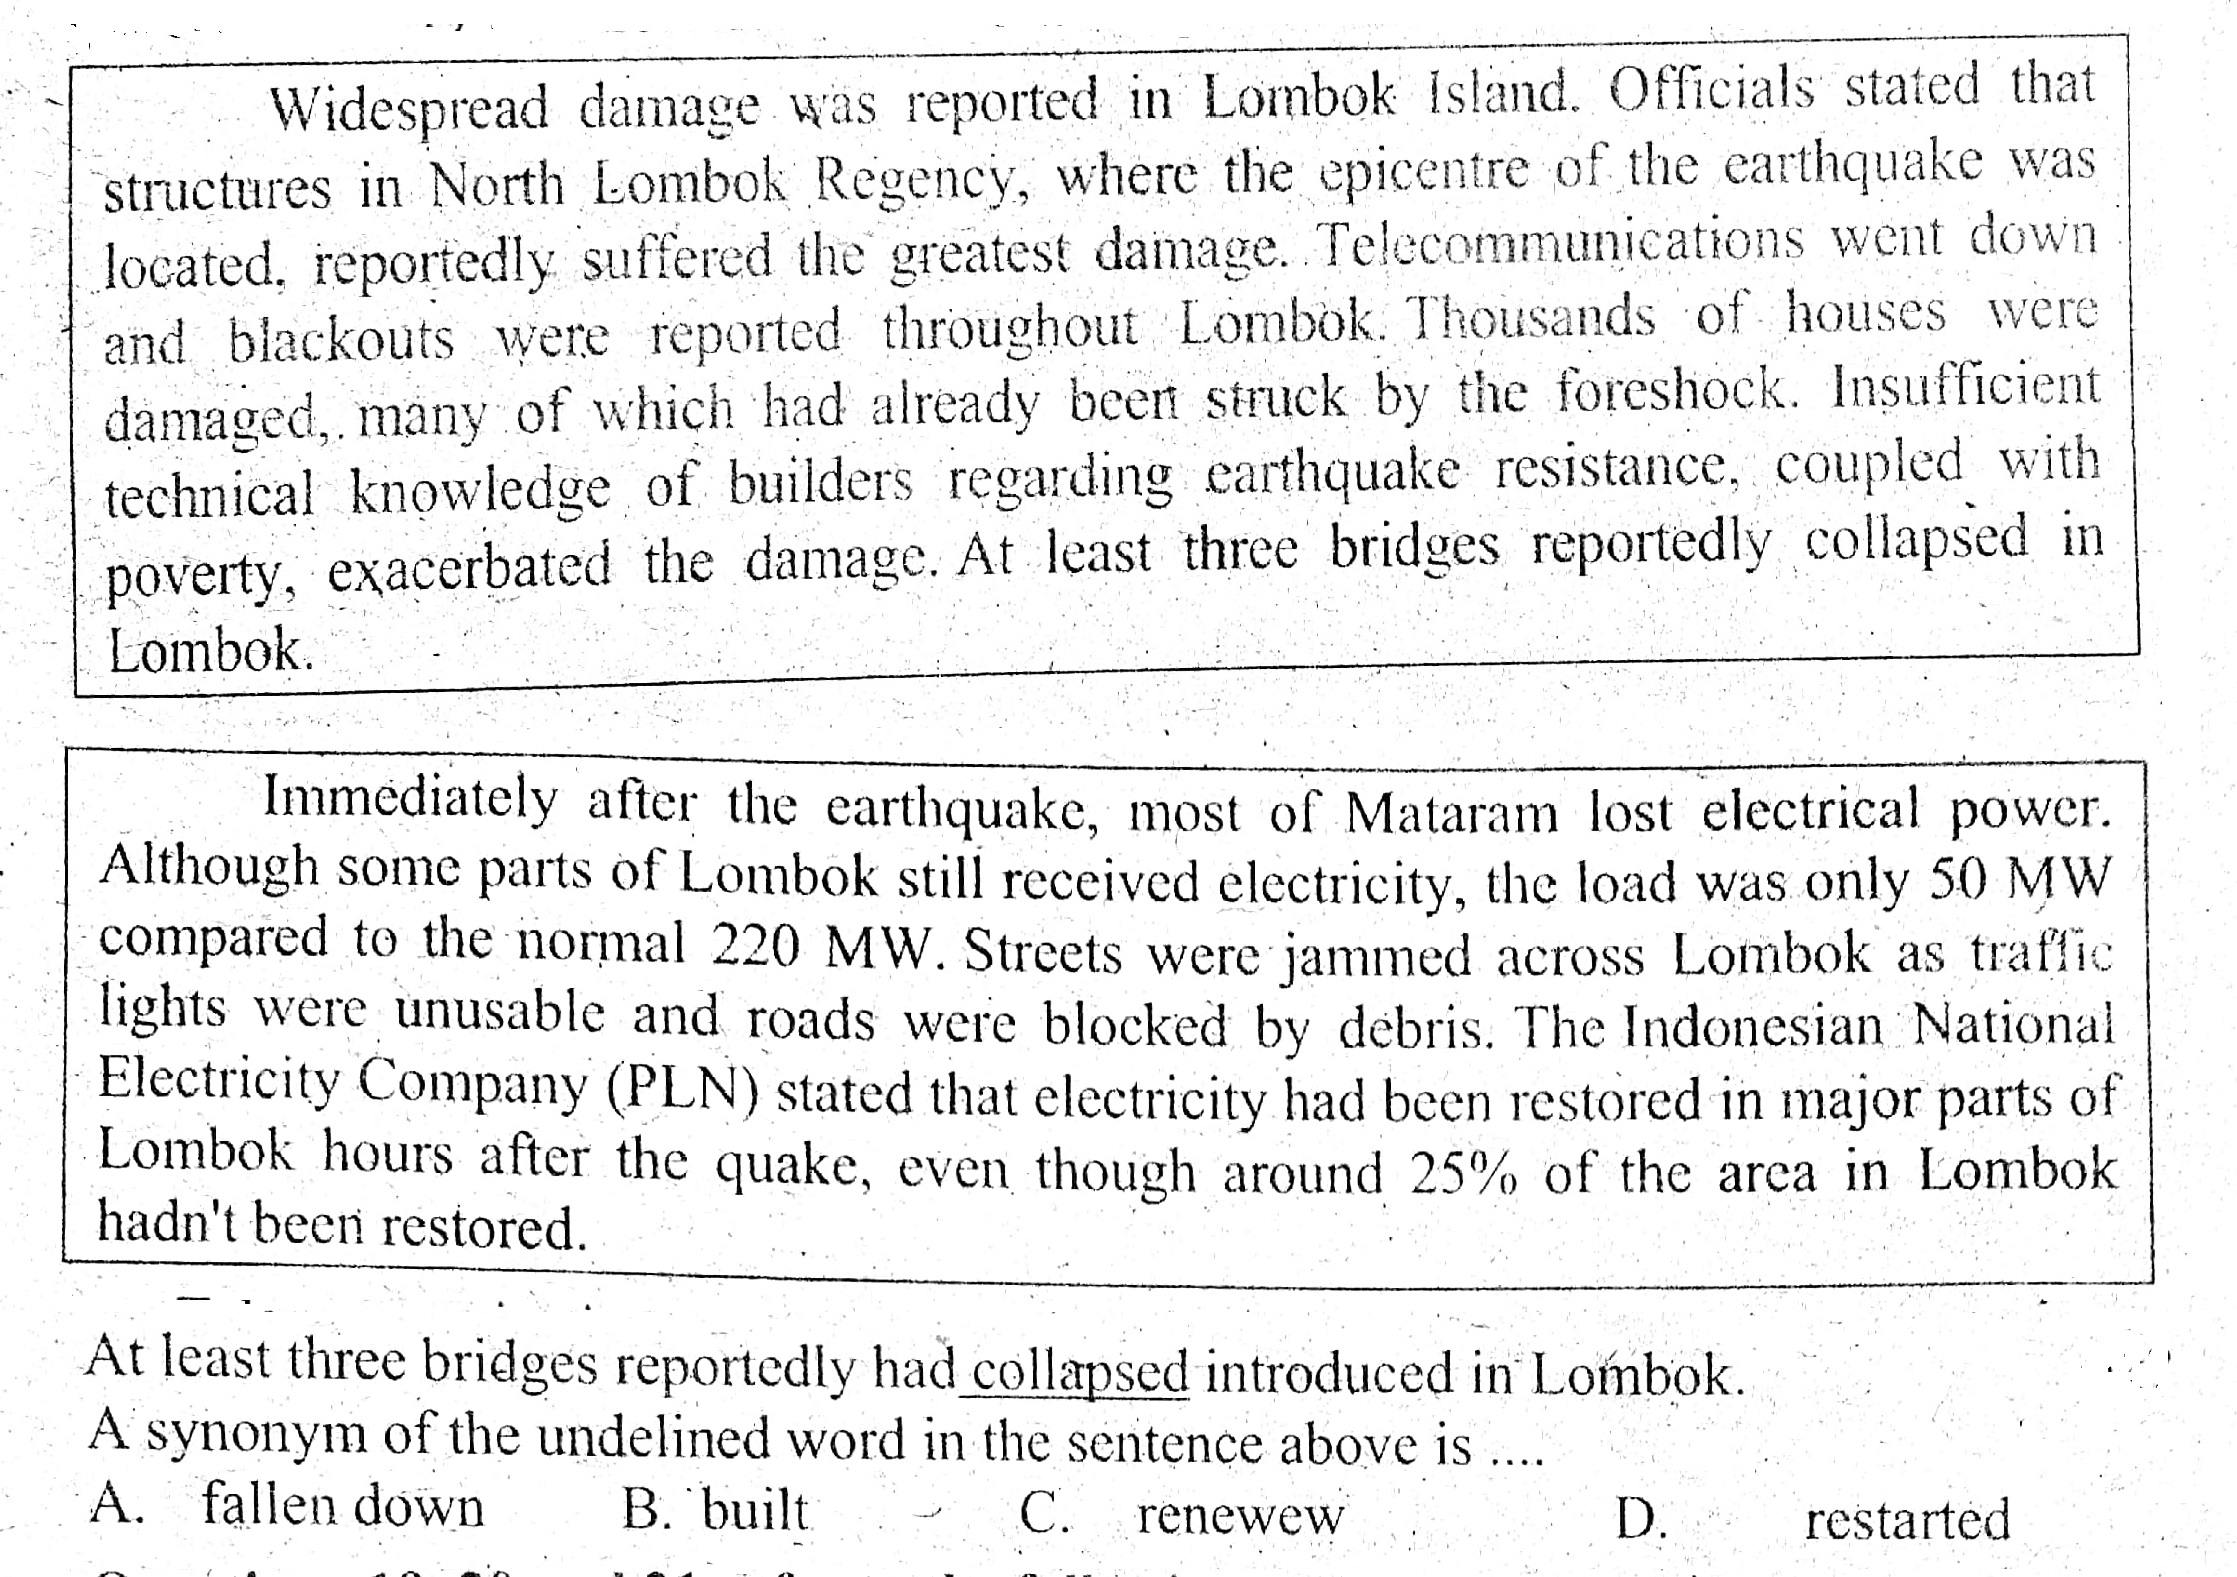 Widespread damage was reported in Lombok Island. Officials stated that
structures in North Lombok Regency, where the epicentre of the earthquake was
located, reportedly suffered the greatest damage. Telecommunications went down
and blackouts were reported throughout Lombok. Thousands of houses were
damaged, many of which had already been struck by the foreshock. Insufficient
technical knowledge of builders regarding earthquake resistance, coupled with
poverty, exacerbated the damage. At least three bridges reportedly collapsed in
Lombok.
Immediately after the earthquake, most of Mataram lost electrical power.
Although some parts of Lombok still received electricity, the load was only 50 MW
compared to the normal 220 MW. Streets were jammed across Lombok as traffic
lights were unusable and roads were blocked by debris. The Indonesian National
Electricity Company (PLN) stated that electricity had been restored in major parts of
Lombok hours after the quake, even though around 25% of the area in Lombok
hadn't been restored.
At least three bridges reportedly had collapsed introduced in Lombok.
A synonym of the undelined word in the sentence above is ....
A. fallen down B. built C. renewew D. restarted